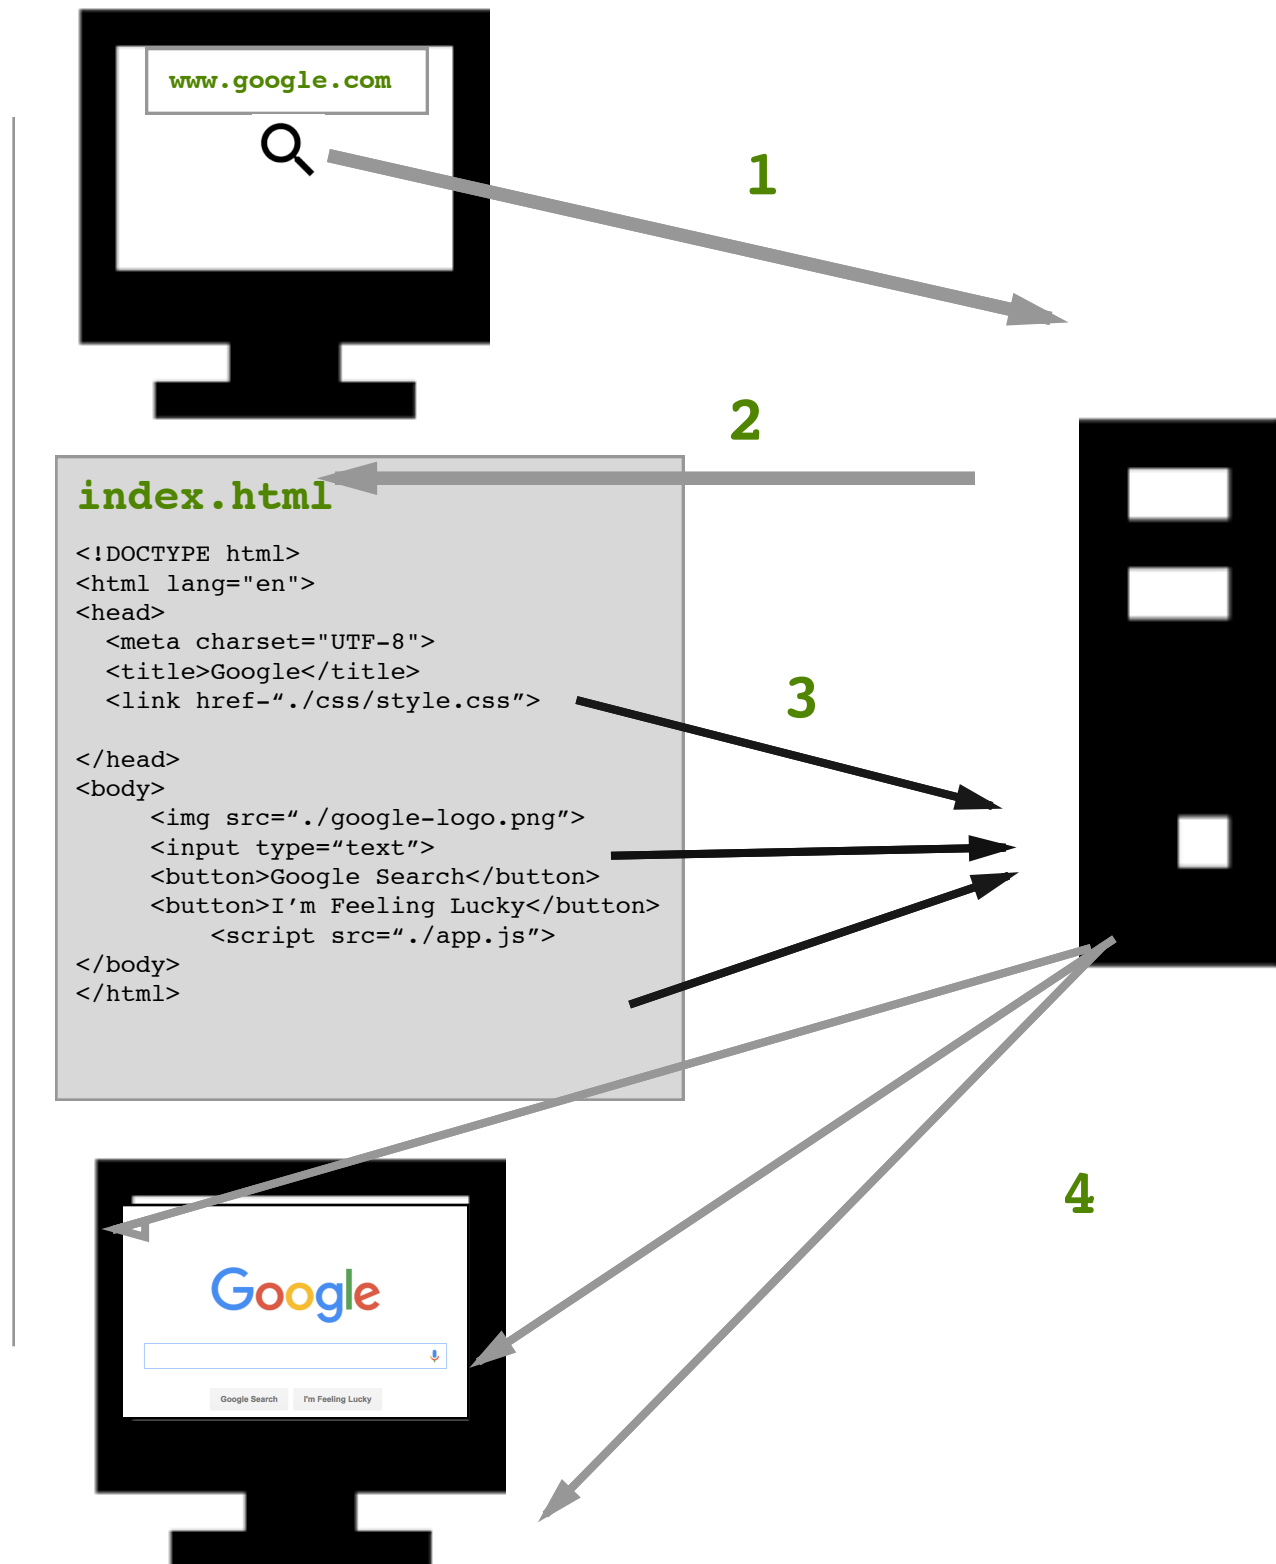 www.google.com
1
2
index.html
<!DOCTYPE html>
<html lang="en">
<head>
  <meta charset="UTF-8">
  <title>Google</title>
  <link href-“./css/style.css”>
3
</head>
<body>
     <img src=“./google-logo.png”>
     <input type=“text”>
     <button>Google Search</button>
     <button>I’m Feeling Lucky</button>
         <script src=“./app.js”>
</body>
</html>
4
Google
Google Search I'm Feeling Lucky